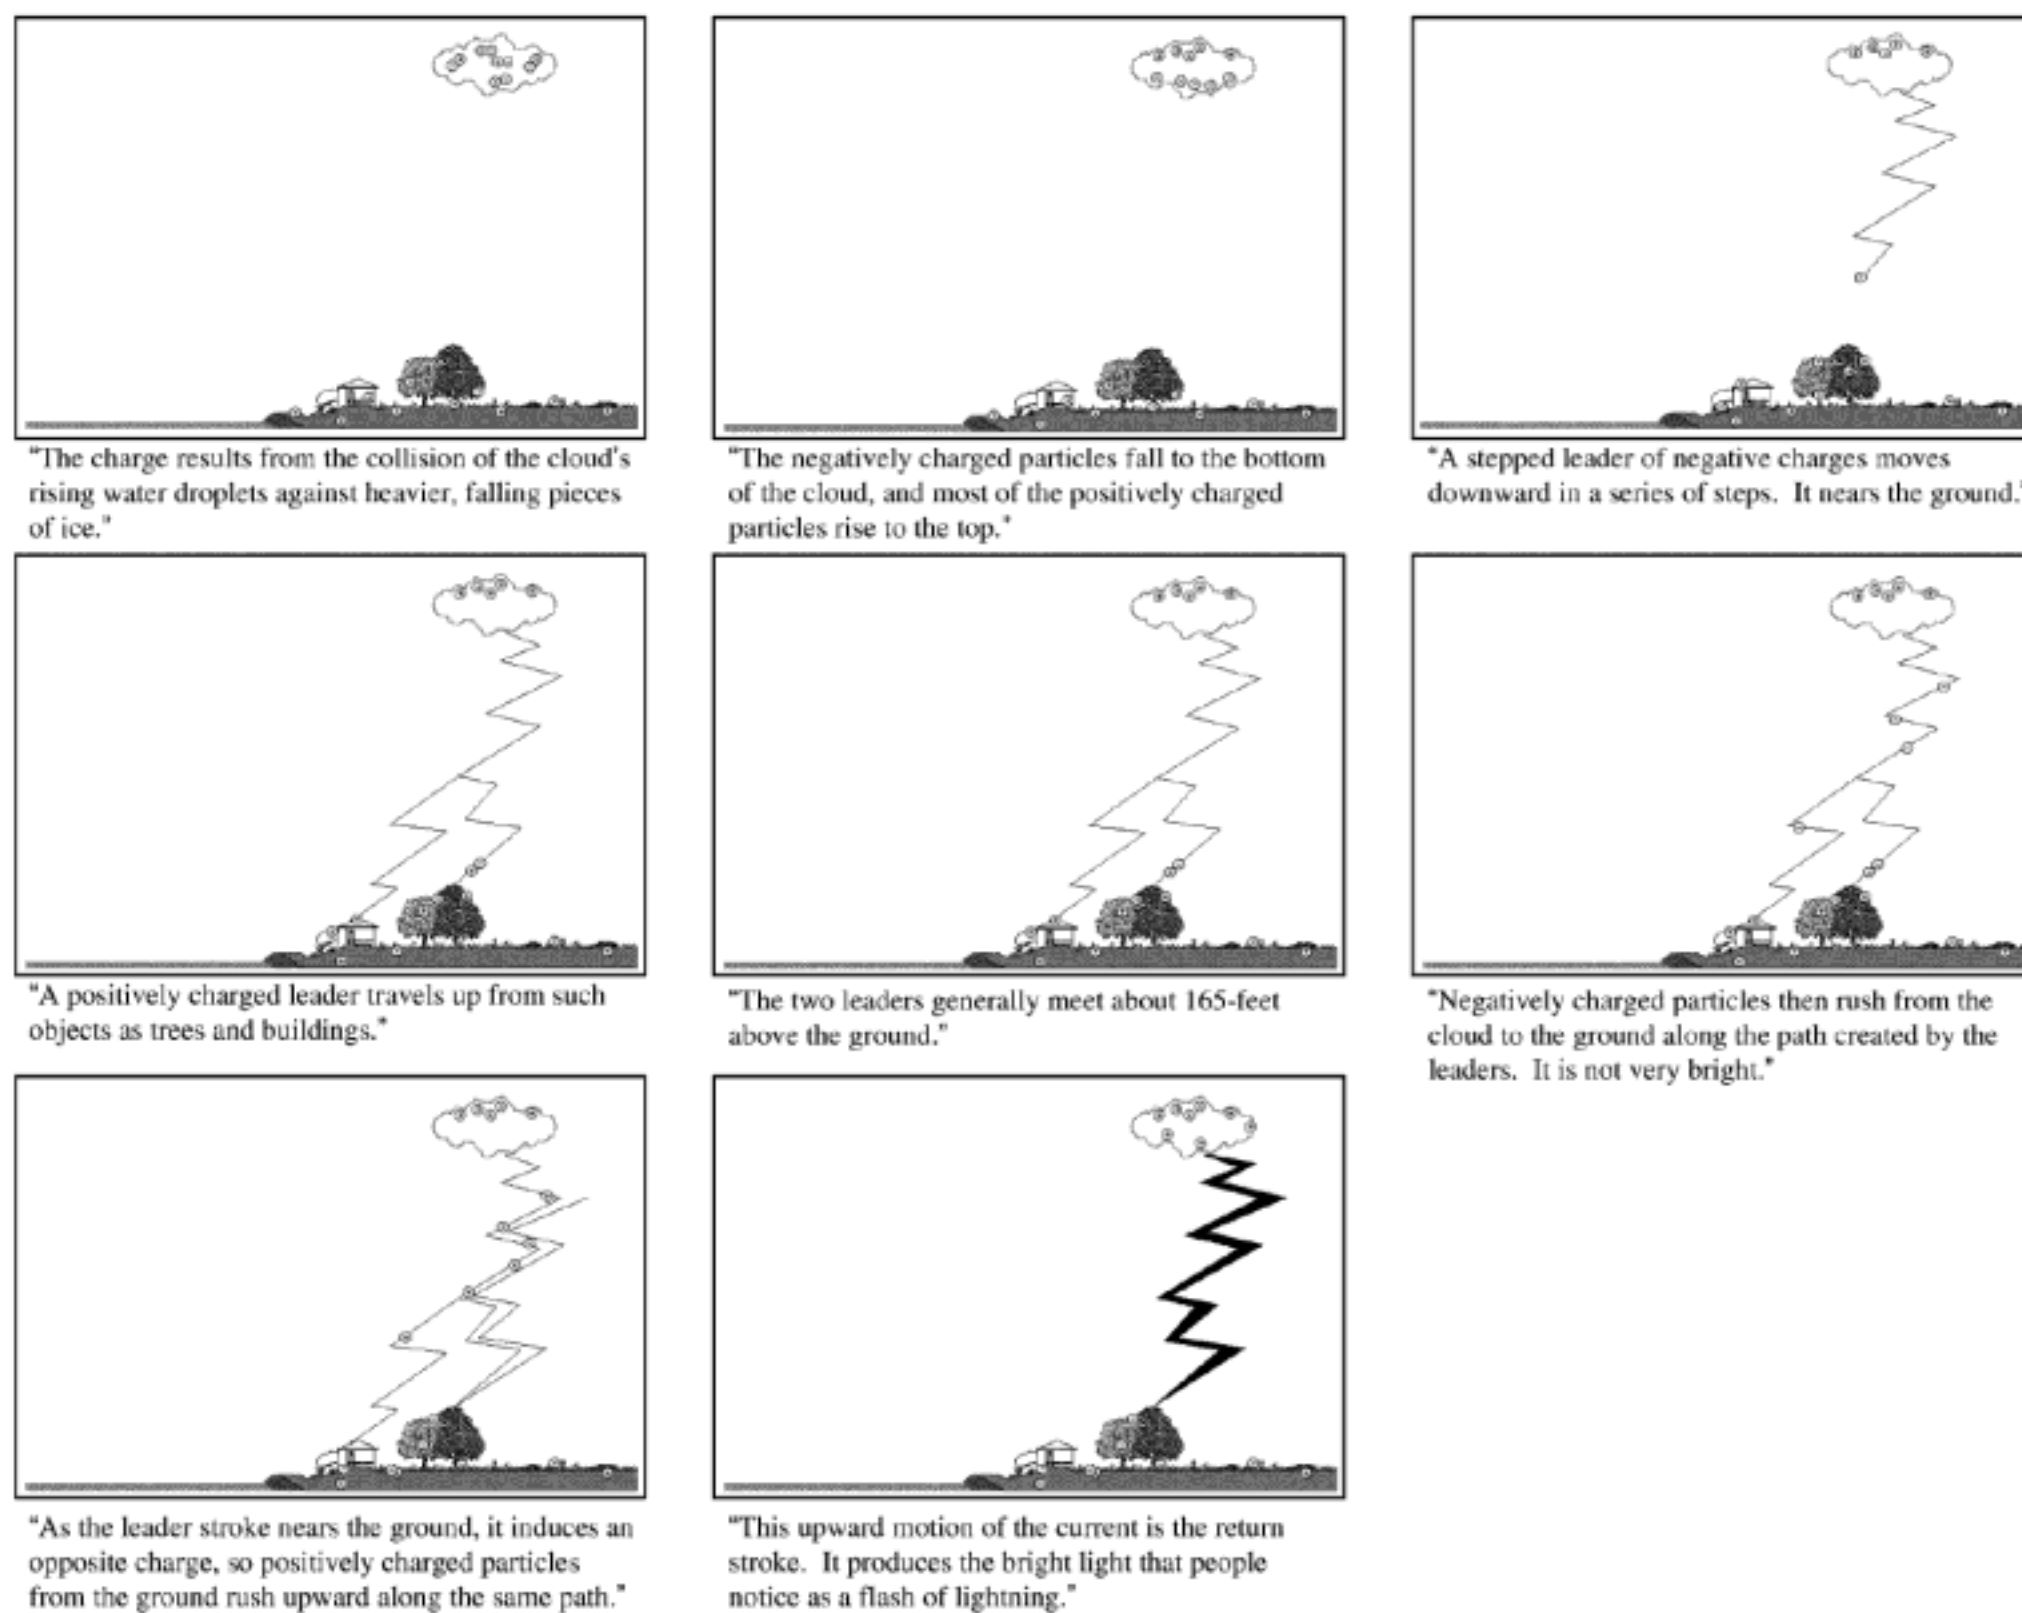 "The charge results from the collision of the cloud's
rising water droplets against heavier, falling pieces
of ice."
"The negatively charged particles fall to the bottom
of the cloud, and most of the positively charged
particles rise to the top."
"A stepped leader of negative charges moves
downward in a series of steps. It nears the ground."
"A positively charged leader travels up from such
objects as trees and buildings."
"The two leaders generally meet about 165-feet
above the ground."
"Negatively charged particles then rush from the
cloud to the ground along the path created by the
leaders. It is not very bright."
"As the leader stroke nears the ground, it induces an
opposite charge, so positively charged particles
from the ground rush upward along the same path."
"This upward motion of the current is the return
stroke. It produces the bright light that people
notice as a flash of lightning."